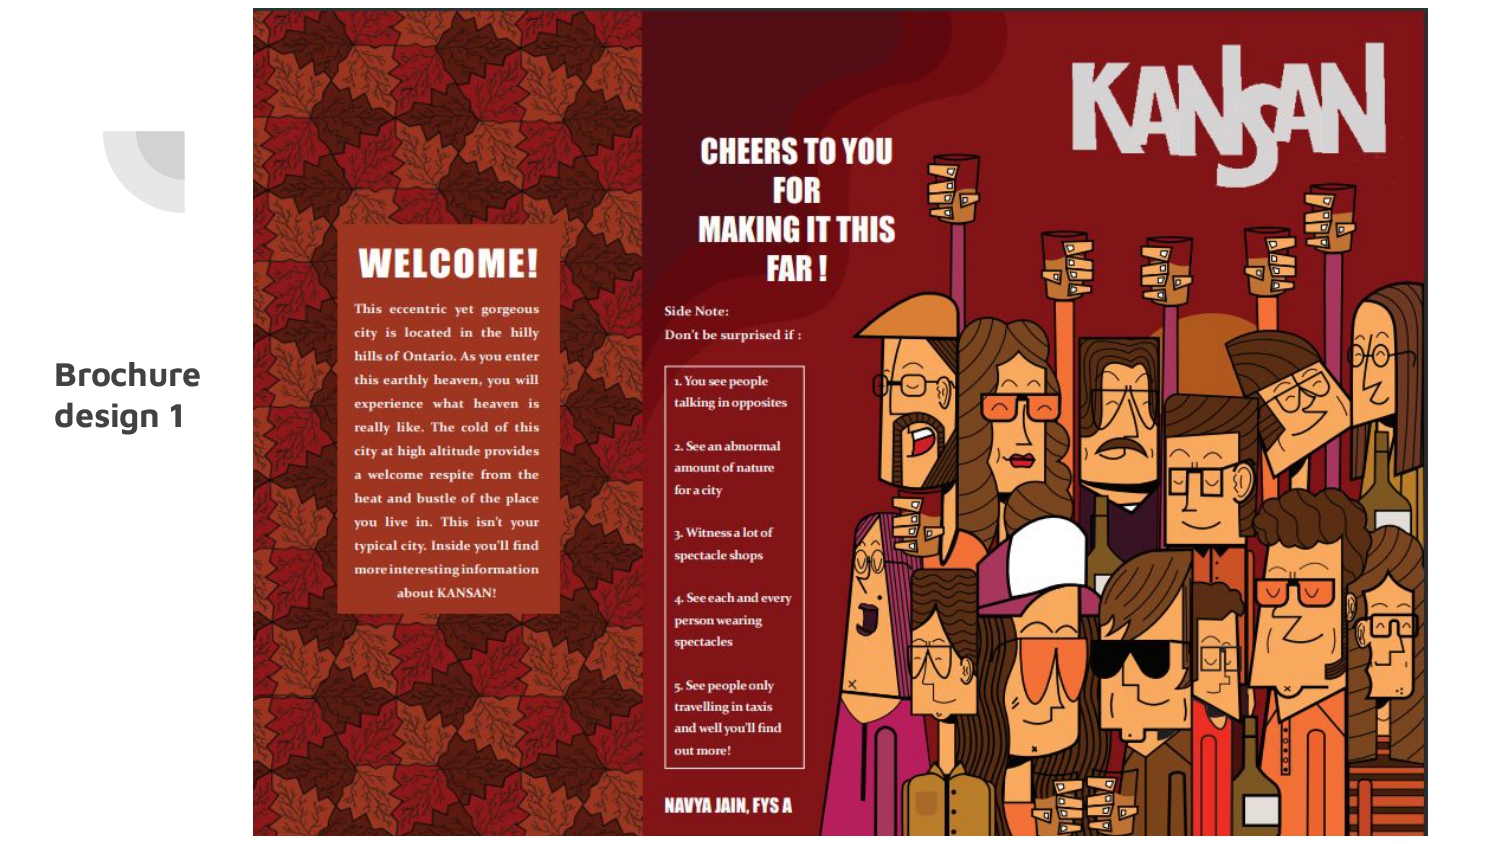 Brochure
design 1
WELCOME!
This eccentric yet gorgeous
city is located in the hilly
hills of Ontario. As you enter
this earthly heaven, you will
experience what heaven is
really like. The cold of this
city at high altitude provides
a welcome respite from the
heat and bustle of the place
you live in. This isn't your
typical city. Inside you'll find
more interesting information
about KANSAN!
CHEERS TO YOU
FOR
MAKING IT THIS
FAR !
Side Note:
Don't be surprised if :
1. You see people
talking in opposites
2. See an abnormal
amount of nature
for a city
3. Witness a lot of
spectacle shops
4. See each and every
person wearing
spectacles
5. See people only
travelling in taxis
and well you'll find
out more!
NAVYA JAIN, FYS A
KANSAN